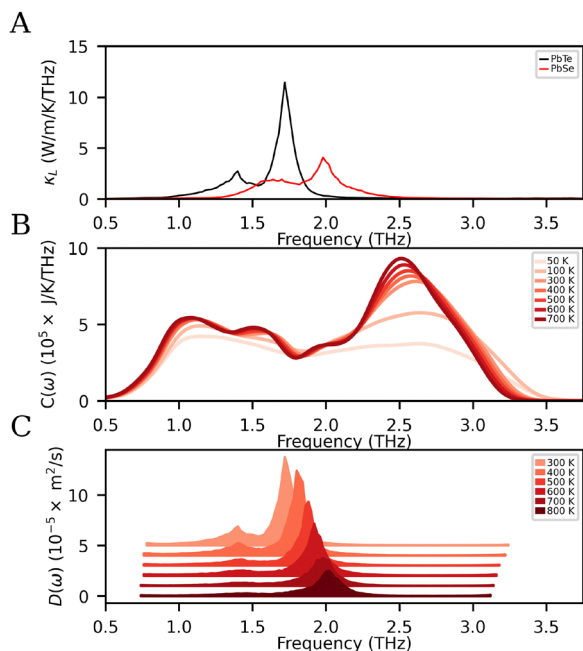 A
κL (W/m/K/THz)
15
10
5
0
PbTe
PbSe
0.5 1.0 1.5 2.0 2.5 3.0 3.5
Frequency (THz)
B
C(ω) (10⁵ × J/K/THz)
10
5
0
50 K
100 K
300 K
400 K
500 K
600 K
700 K
0.5 1.0 1.5 2.0 2.5 3.0 3.5
Frequency (THz)
C
D(ω) (10⁻⁵ × m²/s)
10
5
0
300 K
400 K
500 K
600 K
700 K
800 K
0.5 1.0 1.5 2.0 2.5 3.0 3.5
Frequency (THz)